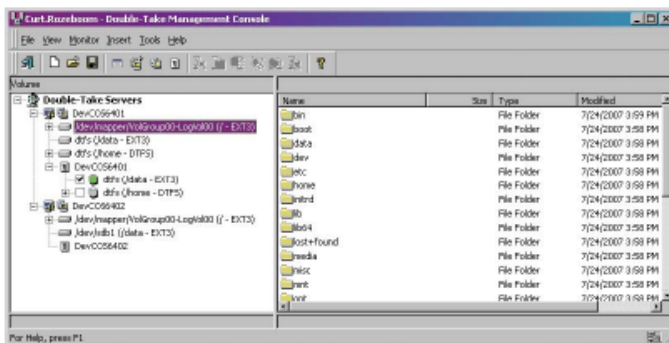 Curt.Rozeboom - Double-Take Management Console
File View Monitor Insert Tools Help
Volume
Double-Take Servers
DevCOS6401
/dev/mapper/VolGroup00-LogVol00 (/ - EXT3)
dtfs (/data - EXT3)
dtfs (/home - DTFS)
DevCOS6401
dtfs (/data - EXT3)
dtfs (/home - DTFS)
DevCOS6402
/dev/mapper/VolGroup00-LogVol00 (/ - EXT3)
/dev/sdb1 (/data - EXT3)
DevCOS6402
Name Size Type Modified
bin File Folder 7/24/2007 3:59 PM
boot File Folder 7/24/2007 3:58 PM
data File Folder 7/24/2007 3:58 PM
dev File Folder 7/24/2007 3:58 PM
etc File Folder 7/24/2007 3:58 PM
home File Folder 7/24/2007 3:58 PM
initrd File Folder 7/24/2007 3:58 PM
lib File Folder 7/24/2007 3:58 PM
lib64 File Folder 7/24/2007 3:58 PM
lost+found File Folder 7/24/2007 3:58 PM
media File Folder 7/24/2007 3:58 PM
misc File Folder 7/24/2007 3:58 PM
mnt File Folder 7/24/2007 3:58 PM
File Folder 7/24/2007 3:58 PM
For Help, press F1